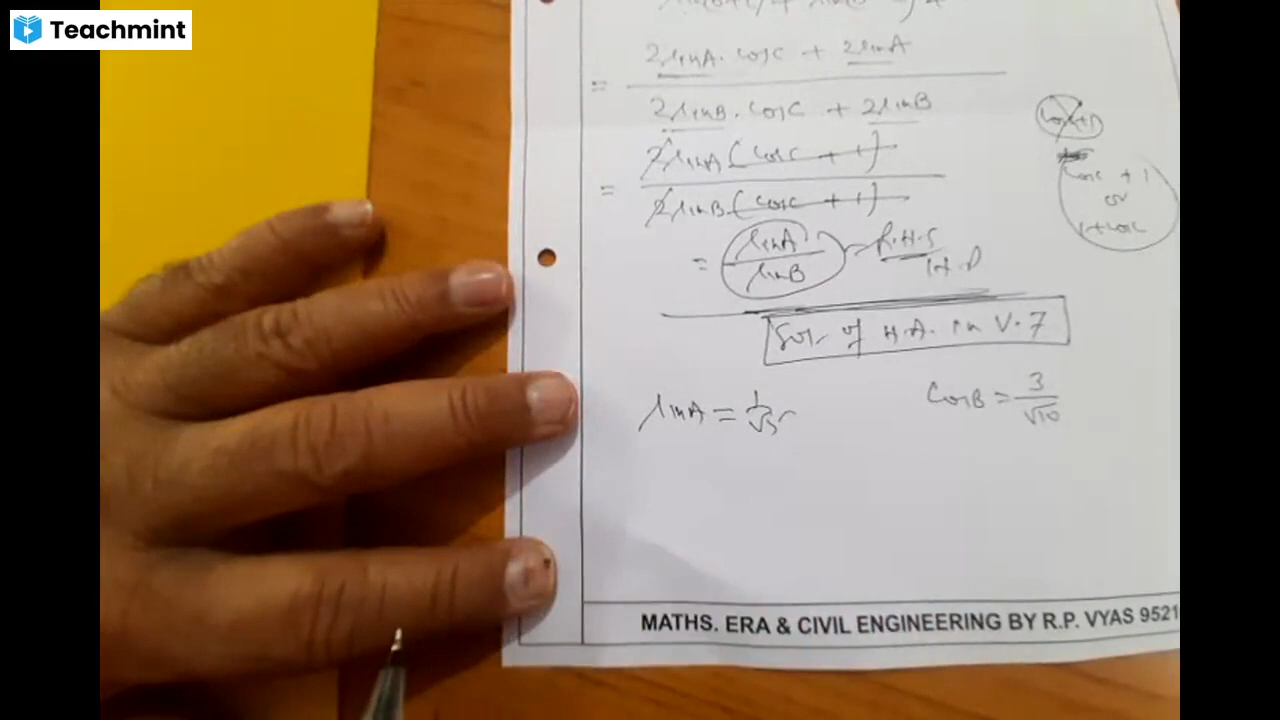 Teachmint
2sinA. cosC + 2sinA
=
2sinB. cosC + 2sinB
2sinA(cosC + 1)
=
2sinB(cosC + 1)
= sinA
sinB
R.H.S
H.P
cosC + 1
or
1+cosC
Sol. of H.A. in V.7
sinA = 1/√5
cosB = 3/√10
MATHS. ERA & CIVIL ENGINEERING BY R.P. VYAS 9521